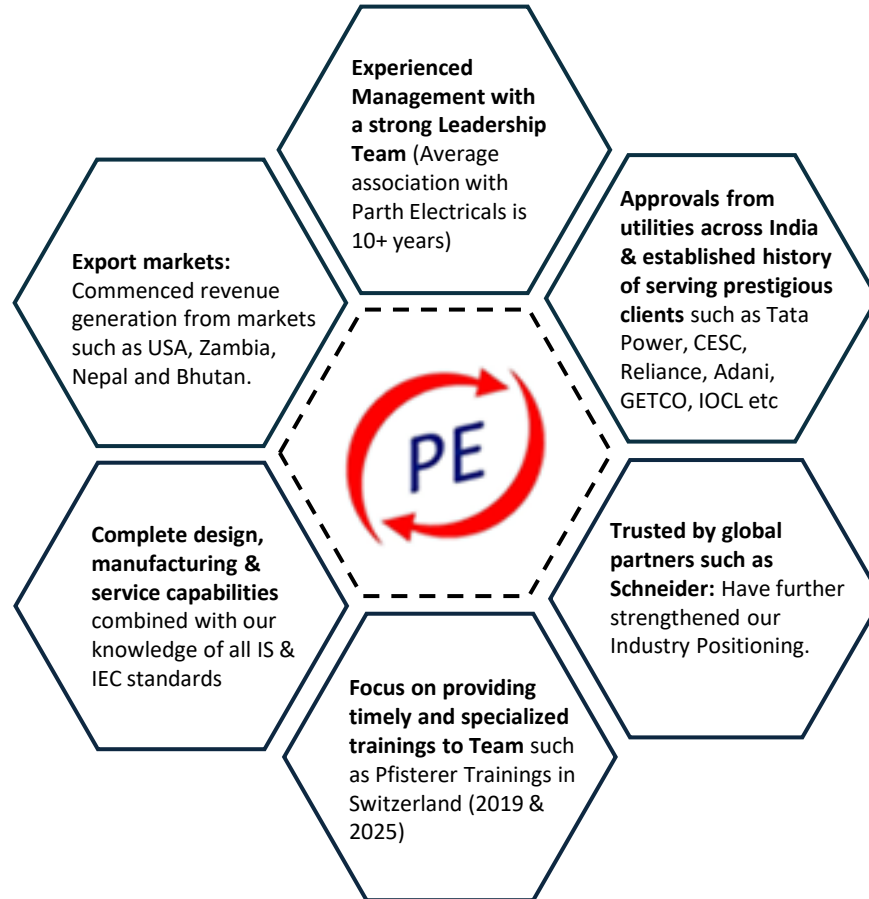 Experienced
Management with
a strong Leadership
Team (Average
association with
Parth Electricals is
10+ years)
Approvals from
utilities across India
& established history
of serving prestigious
clients such as Tata
Power, CESC,
Reliance, Adani,
GETCO, IOCL etc
Export markets:
Commenced revenue
generation from markets
such as USA, Zambia,
Nepal and Bhutan.
PE
Complete design,
manufacturing &
service capabilities
combined with our
knowledge of all IS &
IEC standards
Trusted by global
partners such as
Schneider: Have further
strengthened our
Industry Positioning.
Focus on providing
timely and specialized
trainings to Team such
as Pfisterer Trainings in
Switzerland (2019 &
2025)